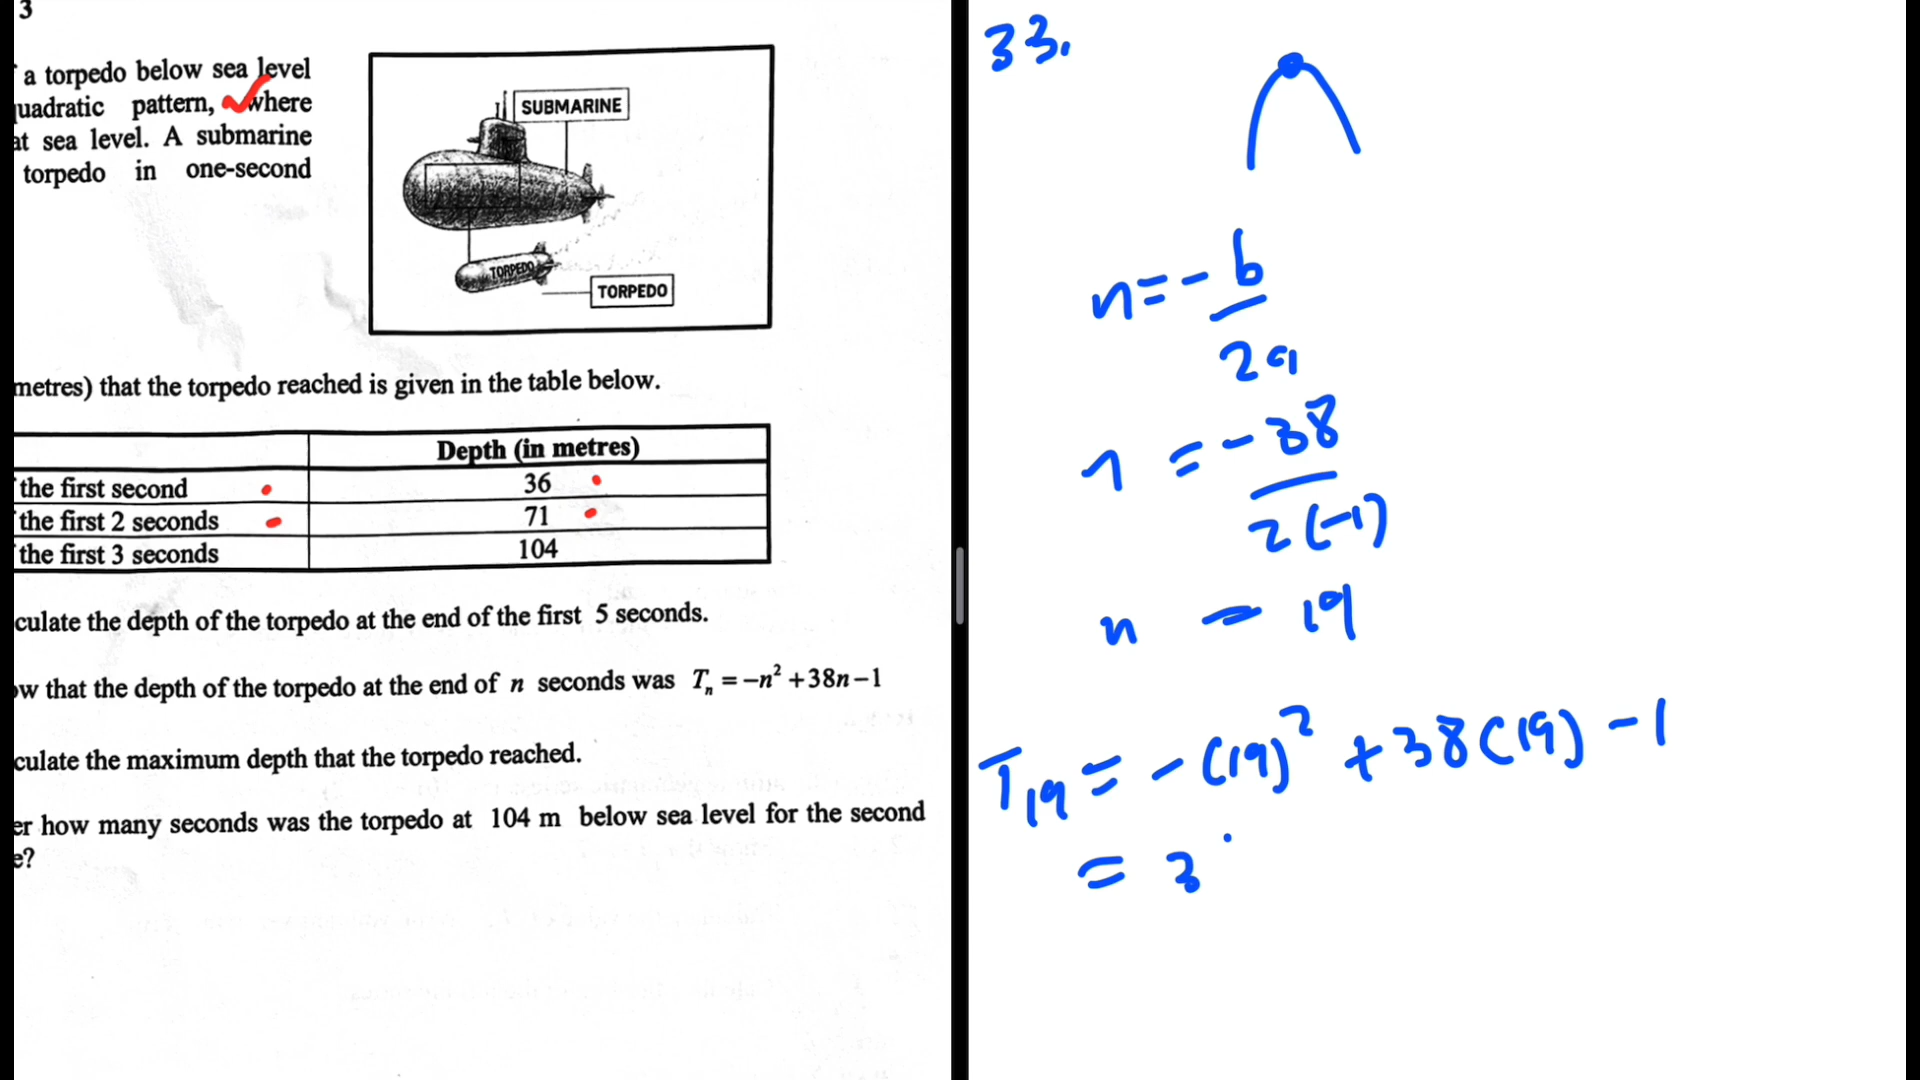 3
a torpedo below sea level
uadratic pattern, where
at sea level. A submarine
torpedo in one-second
SUBMARINE
TORPEDO
TORPEDO
metres) that the torpedo reached is given in the table below.
Depth (in metres)
the first second 36
the first 2 seconds 71
the first 3 seconds 104
culate the depth of the torpedo at the end of the first 5 seconds.
ow that the depth of the torpedo at the end of n seconds was Tₙ = −n² + 38n − 1
culate the maximum depth that the torpedo reached.
er how many seconds was the torpedo at 104 m below sea level for the second
e?
33.
n = - b
2a
n = - 38
2(-1)
n = 19
T₁₉ = -(19)² + 38(19) - 1
= 3